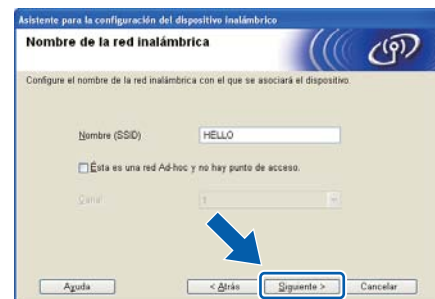 Asistente para la configuración del dispositivo inalámbrico
Nombre de la red inalámbrica
Configure el nombre de la red inalámbrica con el que se asociará el dispositivo.
Nombre (SSID) HELLO
Ésta es una red Ad-hoc y no hay punto de acceso.
Canal 1
Ayuda < Atrás Siguiente > Cancelar